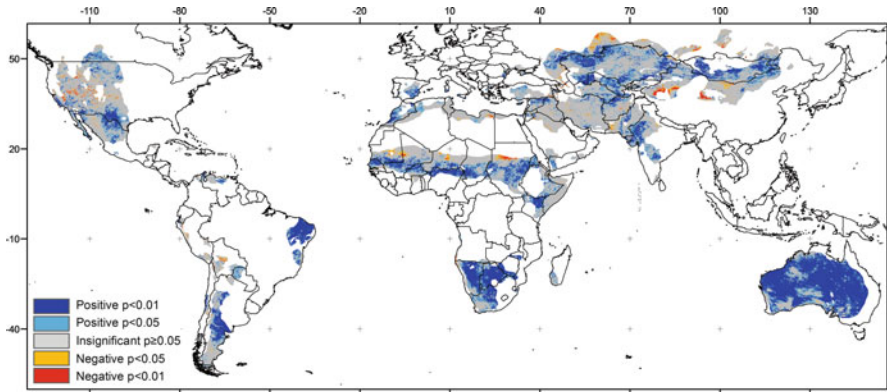 -110
-80
-50
-20
10
40
70
100
130
50
20
-10
-40
Positive p<0.01
Positive p<0.05
Insignificant p≥0.05
Negative p<0.05
Negative p<0.01